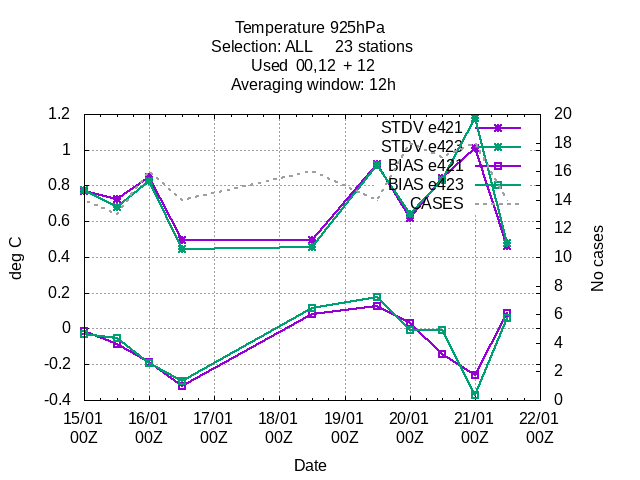 Temperature 925hPa
Selection: ALL 23 stations
Used 00,12 + 12
Averaging window: 12h
1.2
1
0.8
0.6
0.4
0.2
0
-0.2
-0.4
deg C
20
18
16
14
12
10
8
6
4
2
0
No cases
STDV e421
STDV e423
BIAS e421
BIAS e423
CASES
15/01 16/01 17/01 18/01 19/01 20/01 21/01 22/01
00Z 00Z 00Z 00Z 00Z 00Z 00Z 00Z
Date